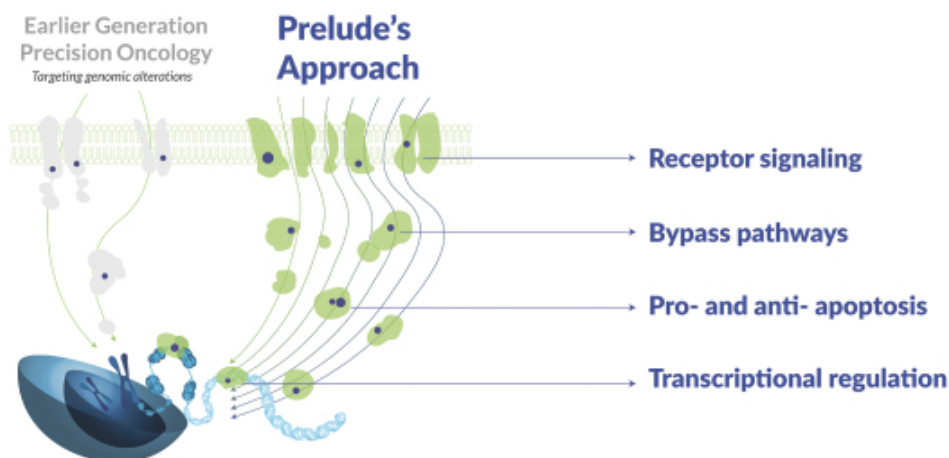 Earlier Generation
Precision Oncology
Targeting genomic alterations
Prelude's
Approach
Receptor signaling
Bypass pathways
Pro- and anti- apoptosis
Transcriptional regulation